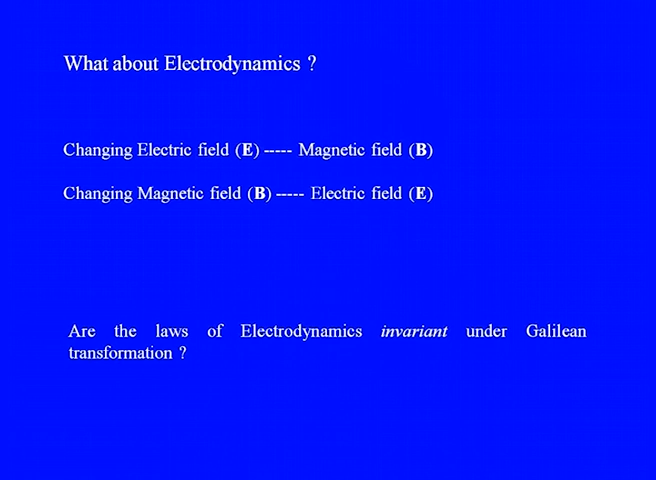 What about Electrodynamics ?
Changing Electric field (E) ----- Magnetic field (B)
Changing Magnetic field (B) ----- Electric field (E)
Are the laws of Electrodynamics invariant under Galilean
transformation ?